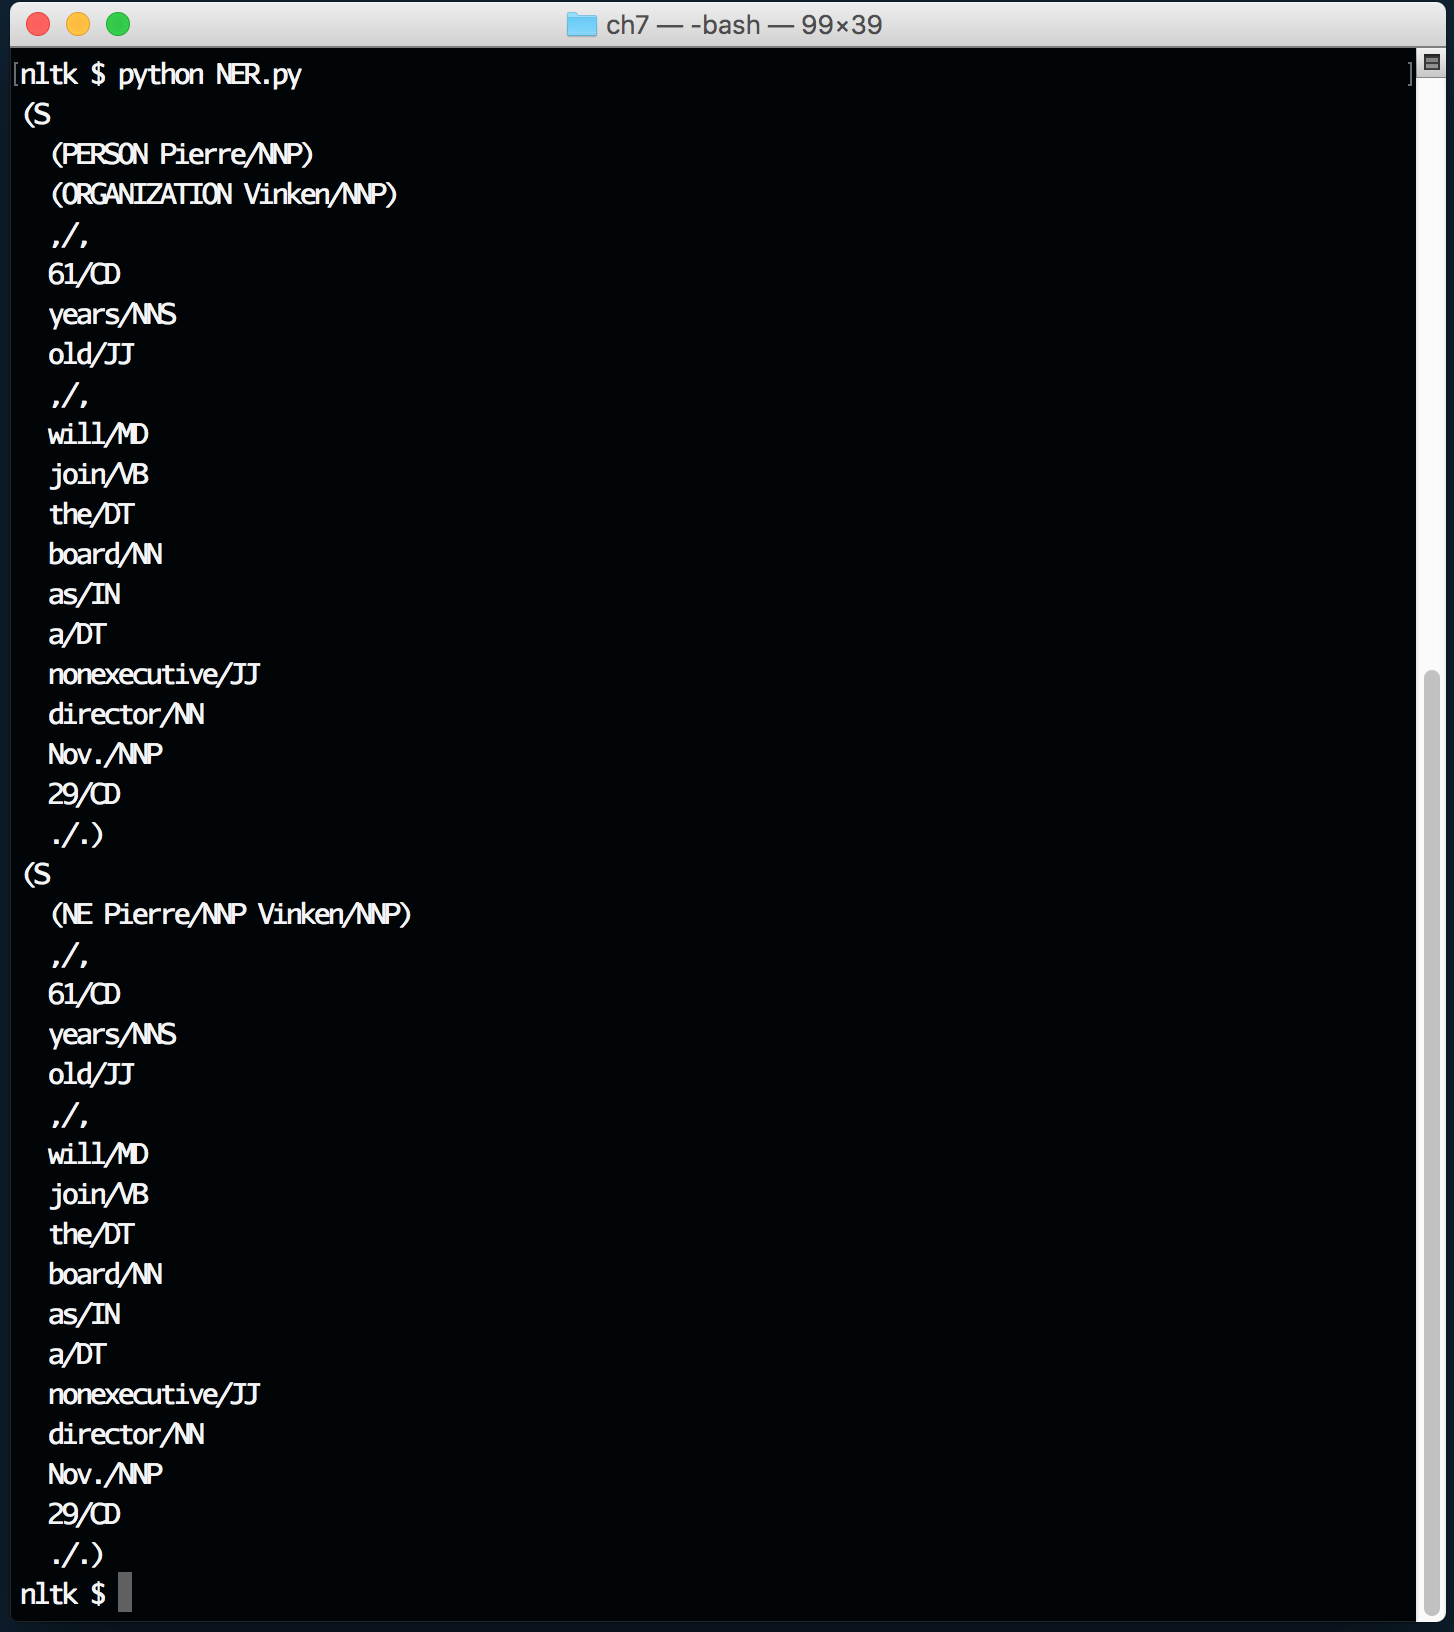 ch7 — -bash — 99×39
nltk $ python NER.py
(S
  (PERSON Pierre/NNP)
  (ORGANIZATION Vinken/NNP)
  ,/,
  61/CD
  years/NNS
  old/JJ
  ,/,
  will/MD
  join/VB
  the/DT
  board/NN
  as/IN
  a/DT
  nonexecutive/JJ
  director/NN
  Nov./NNP
  29/CD
  ./.)
(S
  (NE Pierre/NNP Vinken/NNP)
  ,/,
  61/CD
  years/NNS
  old/JJ
  ,/,
  will/MD
  join/VB
  the/DT
  board/NN
  as/IN
  a/DT
  nonexecutive/JJ
  director/NN
  Nov./NNP
  29/CD
  ./.)
nltk $